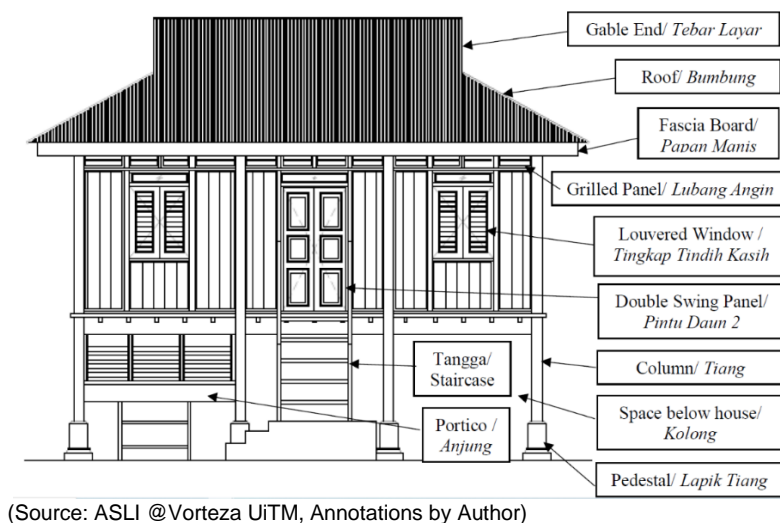 Gable End/ Tebar Layar
Roof/ Bumbung
Fascia Board/
Papan Manis
Grilled Panel/ Lubang Angin
Louvered Window /
Tingkap Tindih Kasih
Double Swing Panel/
Pintu Daun 2
Tangga/
Staircase
Column/ Tiang
Portico /
Anjung
Space below house/
Kolong
Pedestal/ Lapik Tiang
(Source: ASLI @Vorteza UiTM, Annotations by Author)